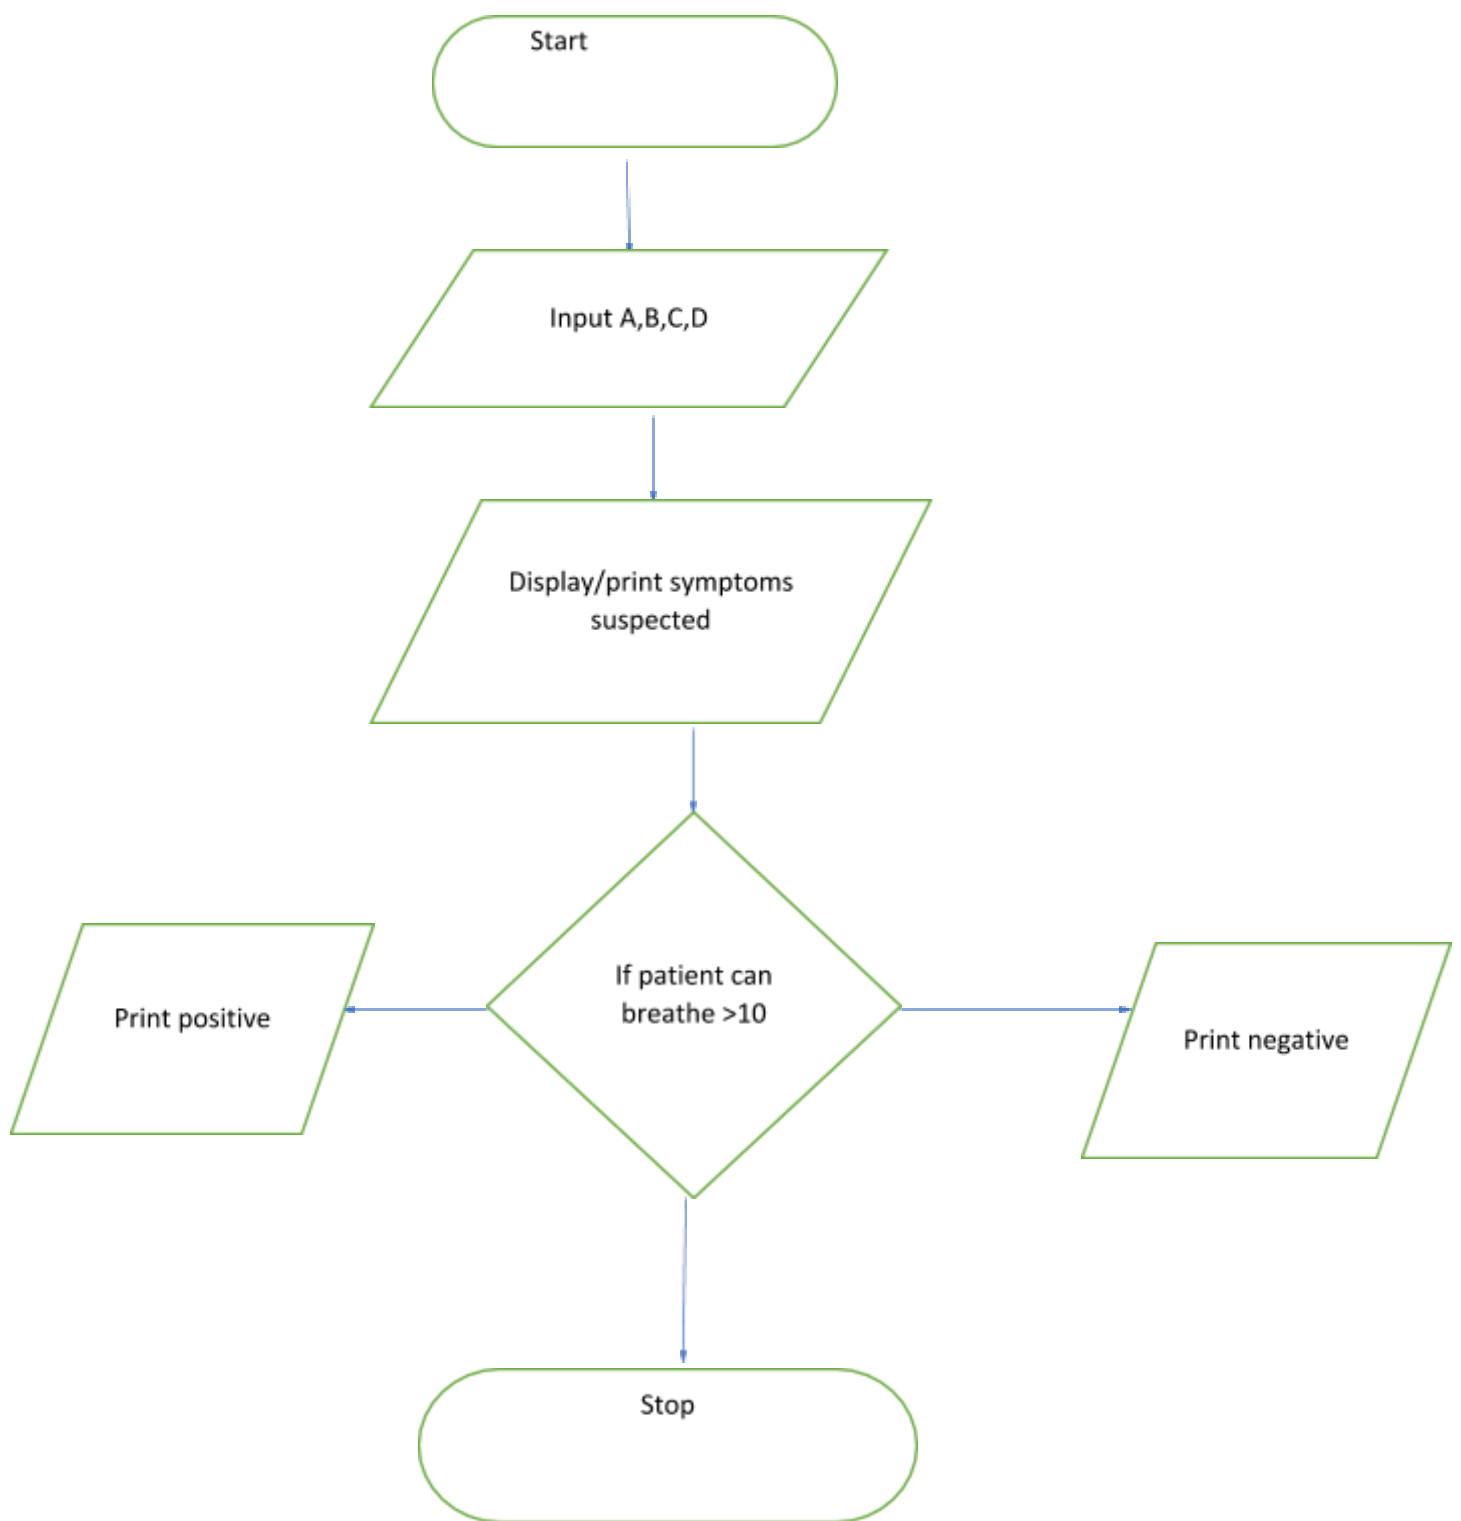 Start
Input A,B,C,D
Display/print symptoms
suspected
If patient can
breathe >10
Print positive
Print negative
Stop